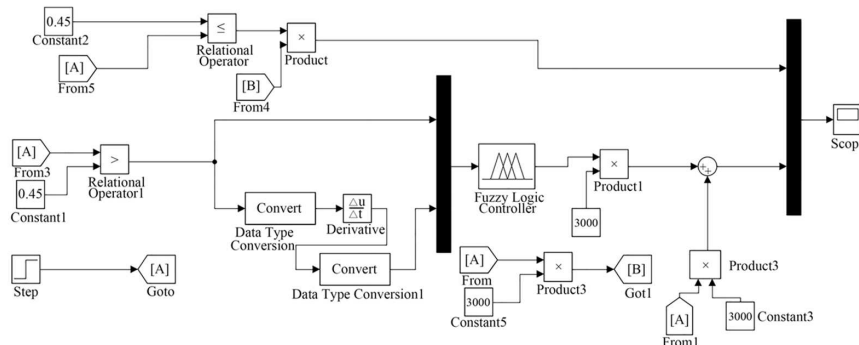 0.45
Constant2
≤
Relational
Operator
×
Product
[A]
From5
[B]
From4
[A]
From3
0.45
Constant1
>
Relational
Operator1
Convert
Data Type
Conversion
Δu
Δt
Derivative
Convert
Data Type Conversion1
Fuzzy Logic
Controller
×
Product1
3000
++
Scop
Step
[A]
Goto
[A]
From
3000
Constant5
×
Product3
[B]
Got1
×
Product3
[A]
From1
3000
Constant3